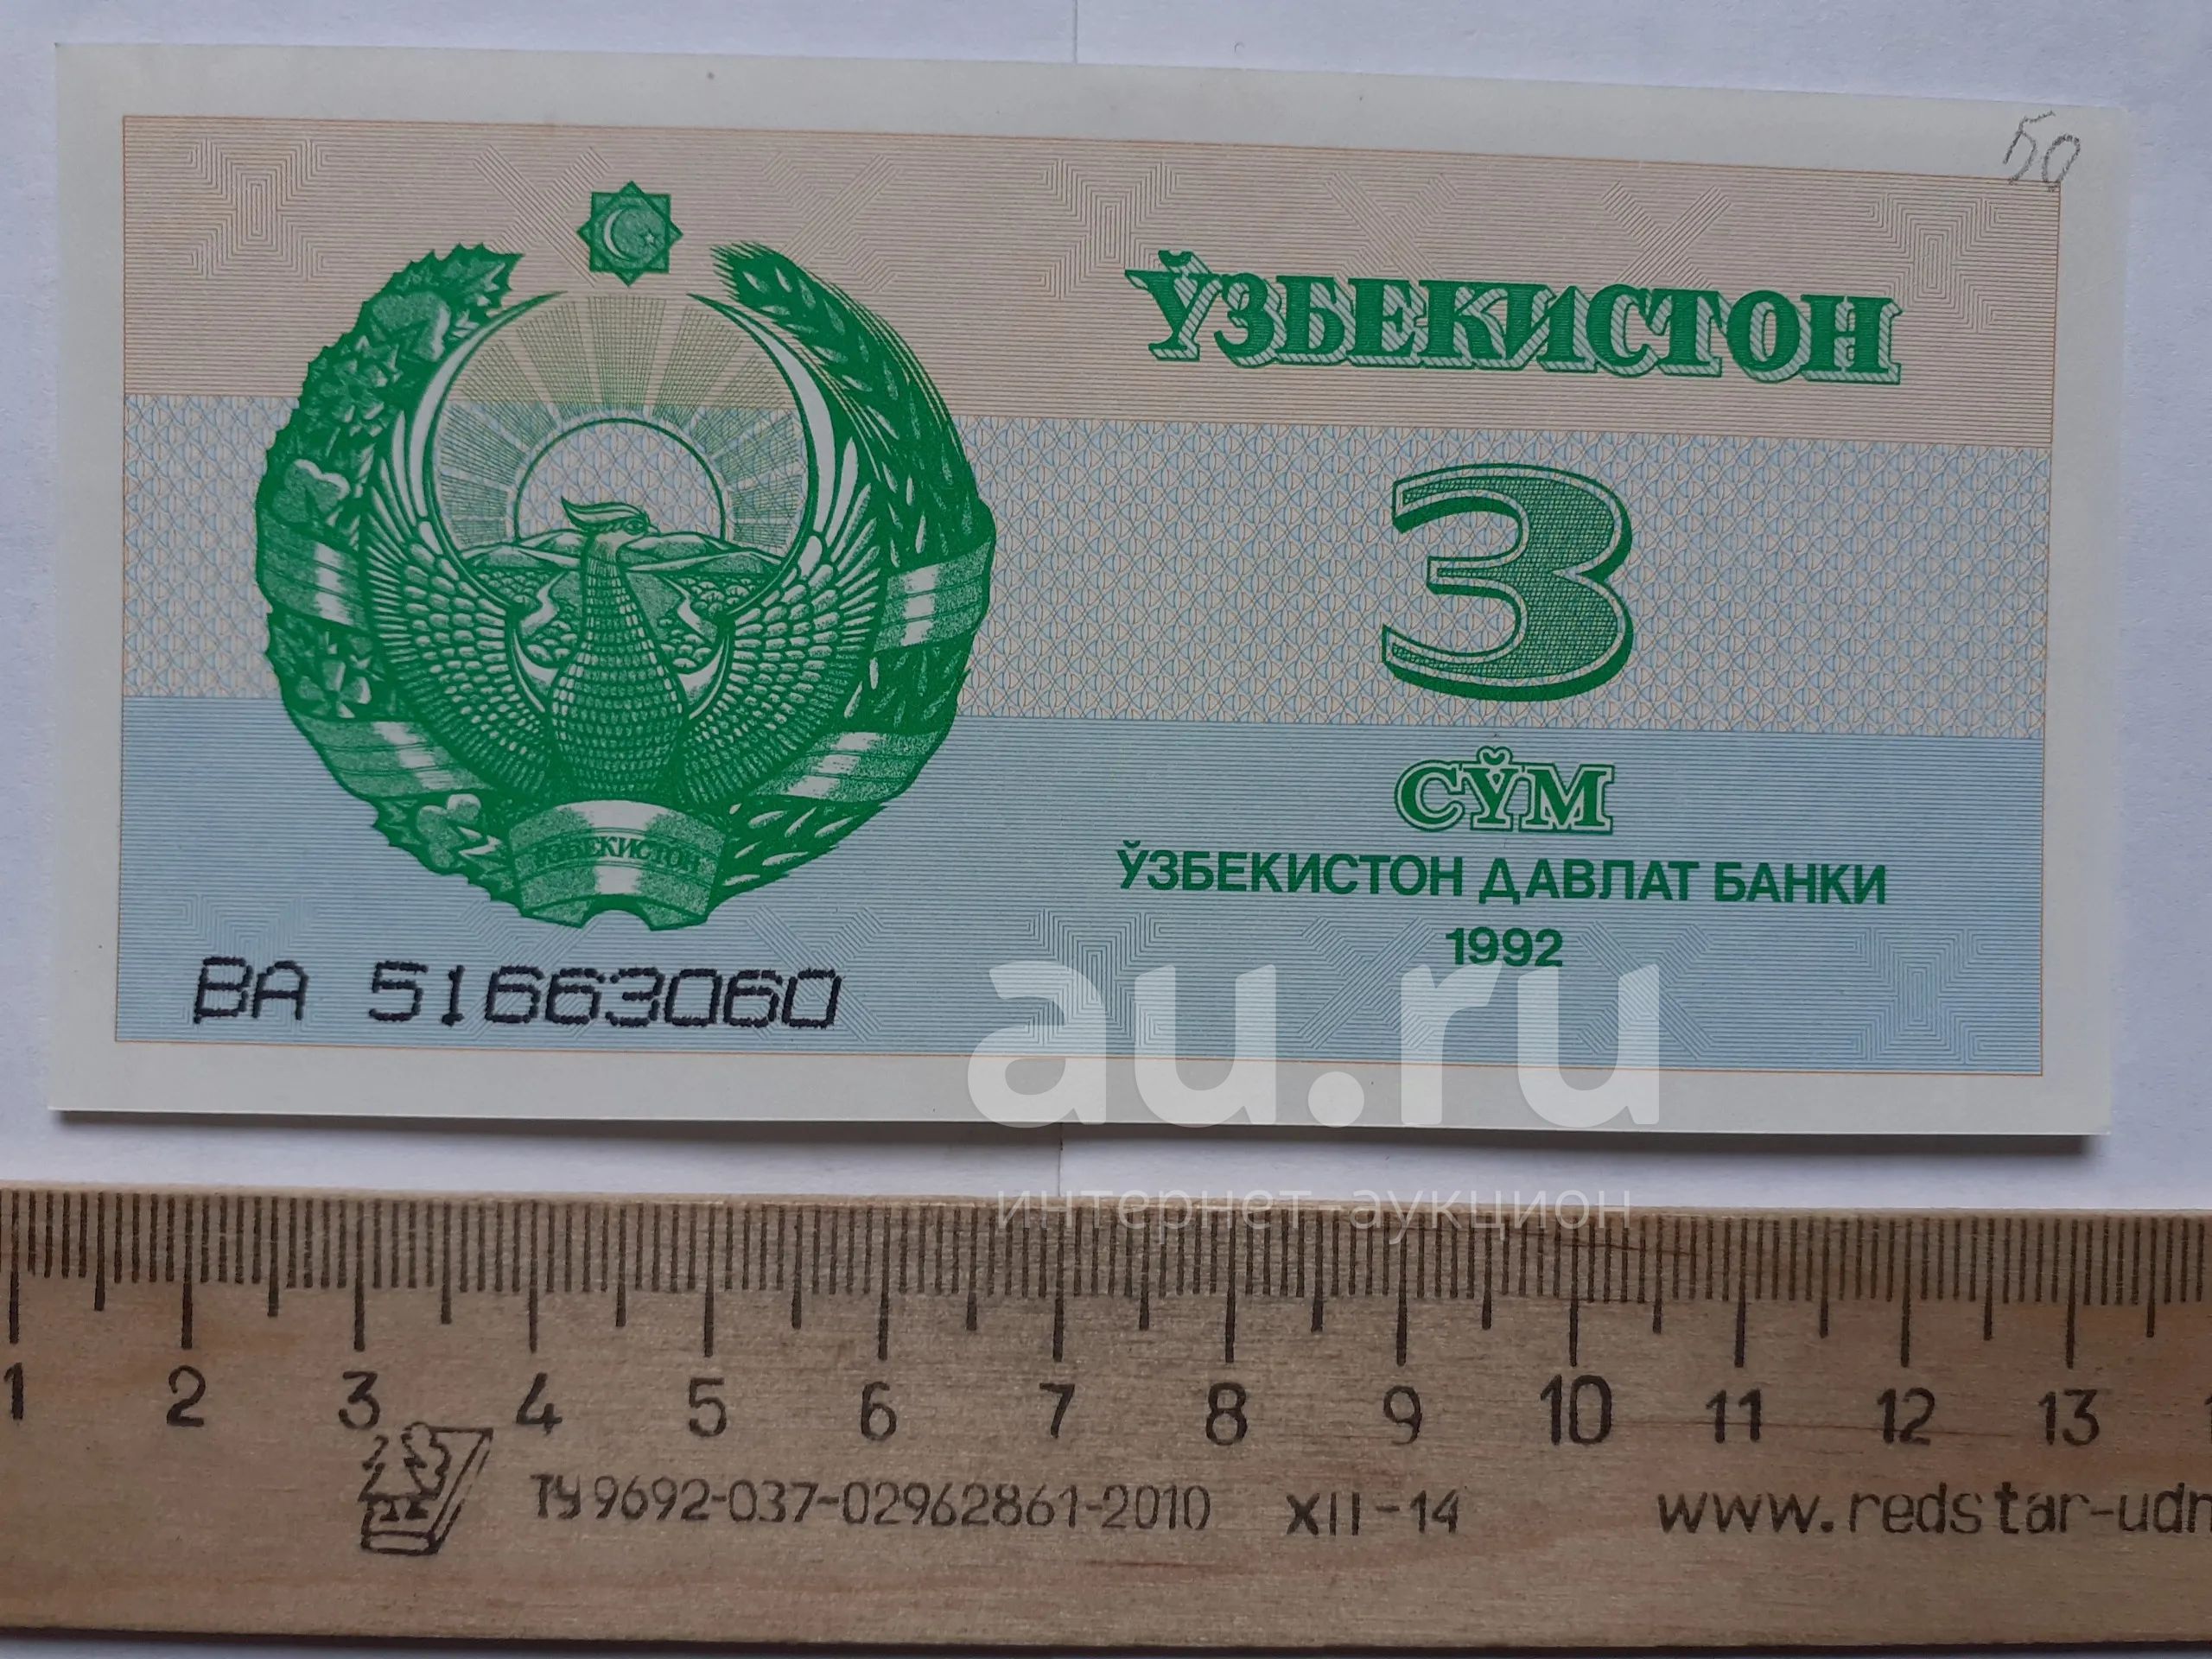 50
ЎЗБЕКИСТОН
3
СЎМ
ЎЗБЕКИСТОН
ЎЗБЕКИСТОН ДАВЛАТ БАНКИ
1992
ВА 51663060
au.ru
интернет-аукцион
1 2 3 4 5 6 7 8 9 10 11 12 13
ТУ 9692-037-02962861-2010 XII-14 www.redstar-udm